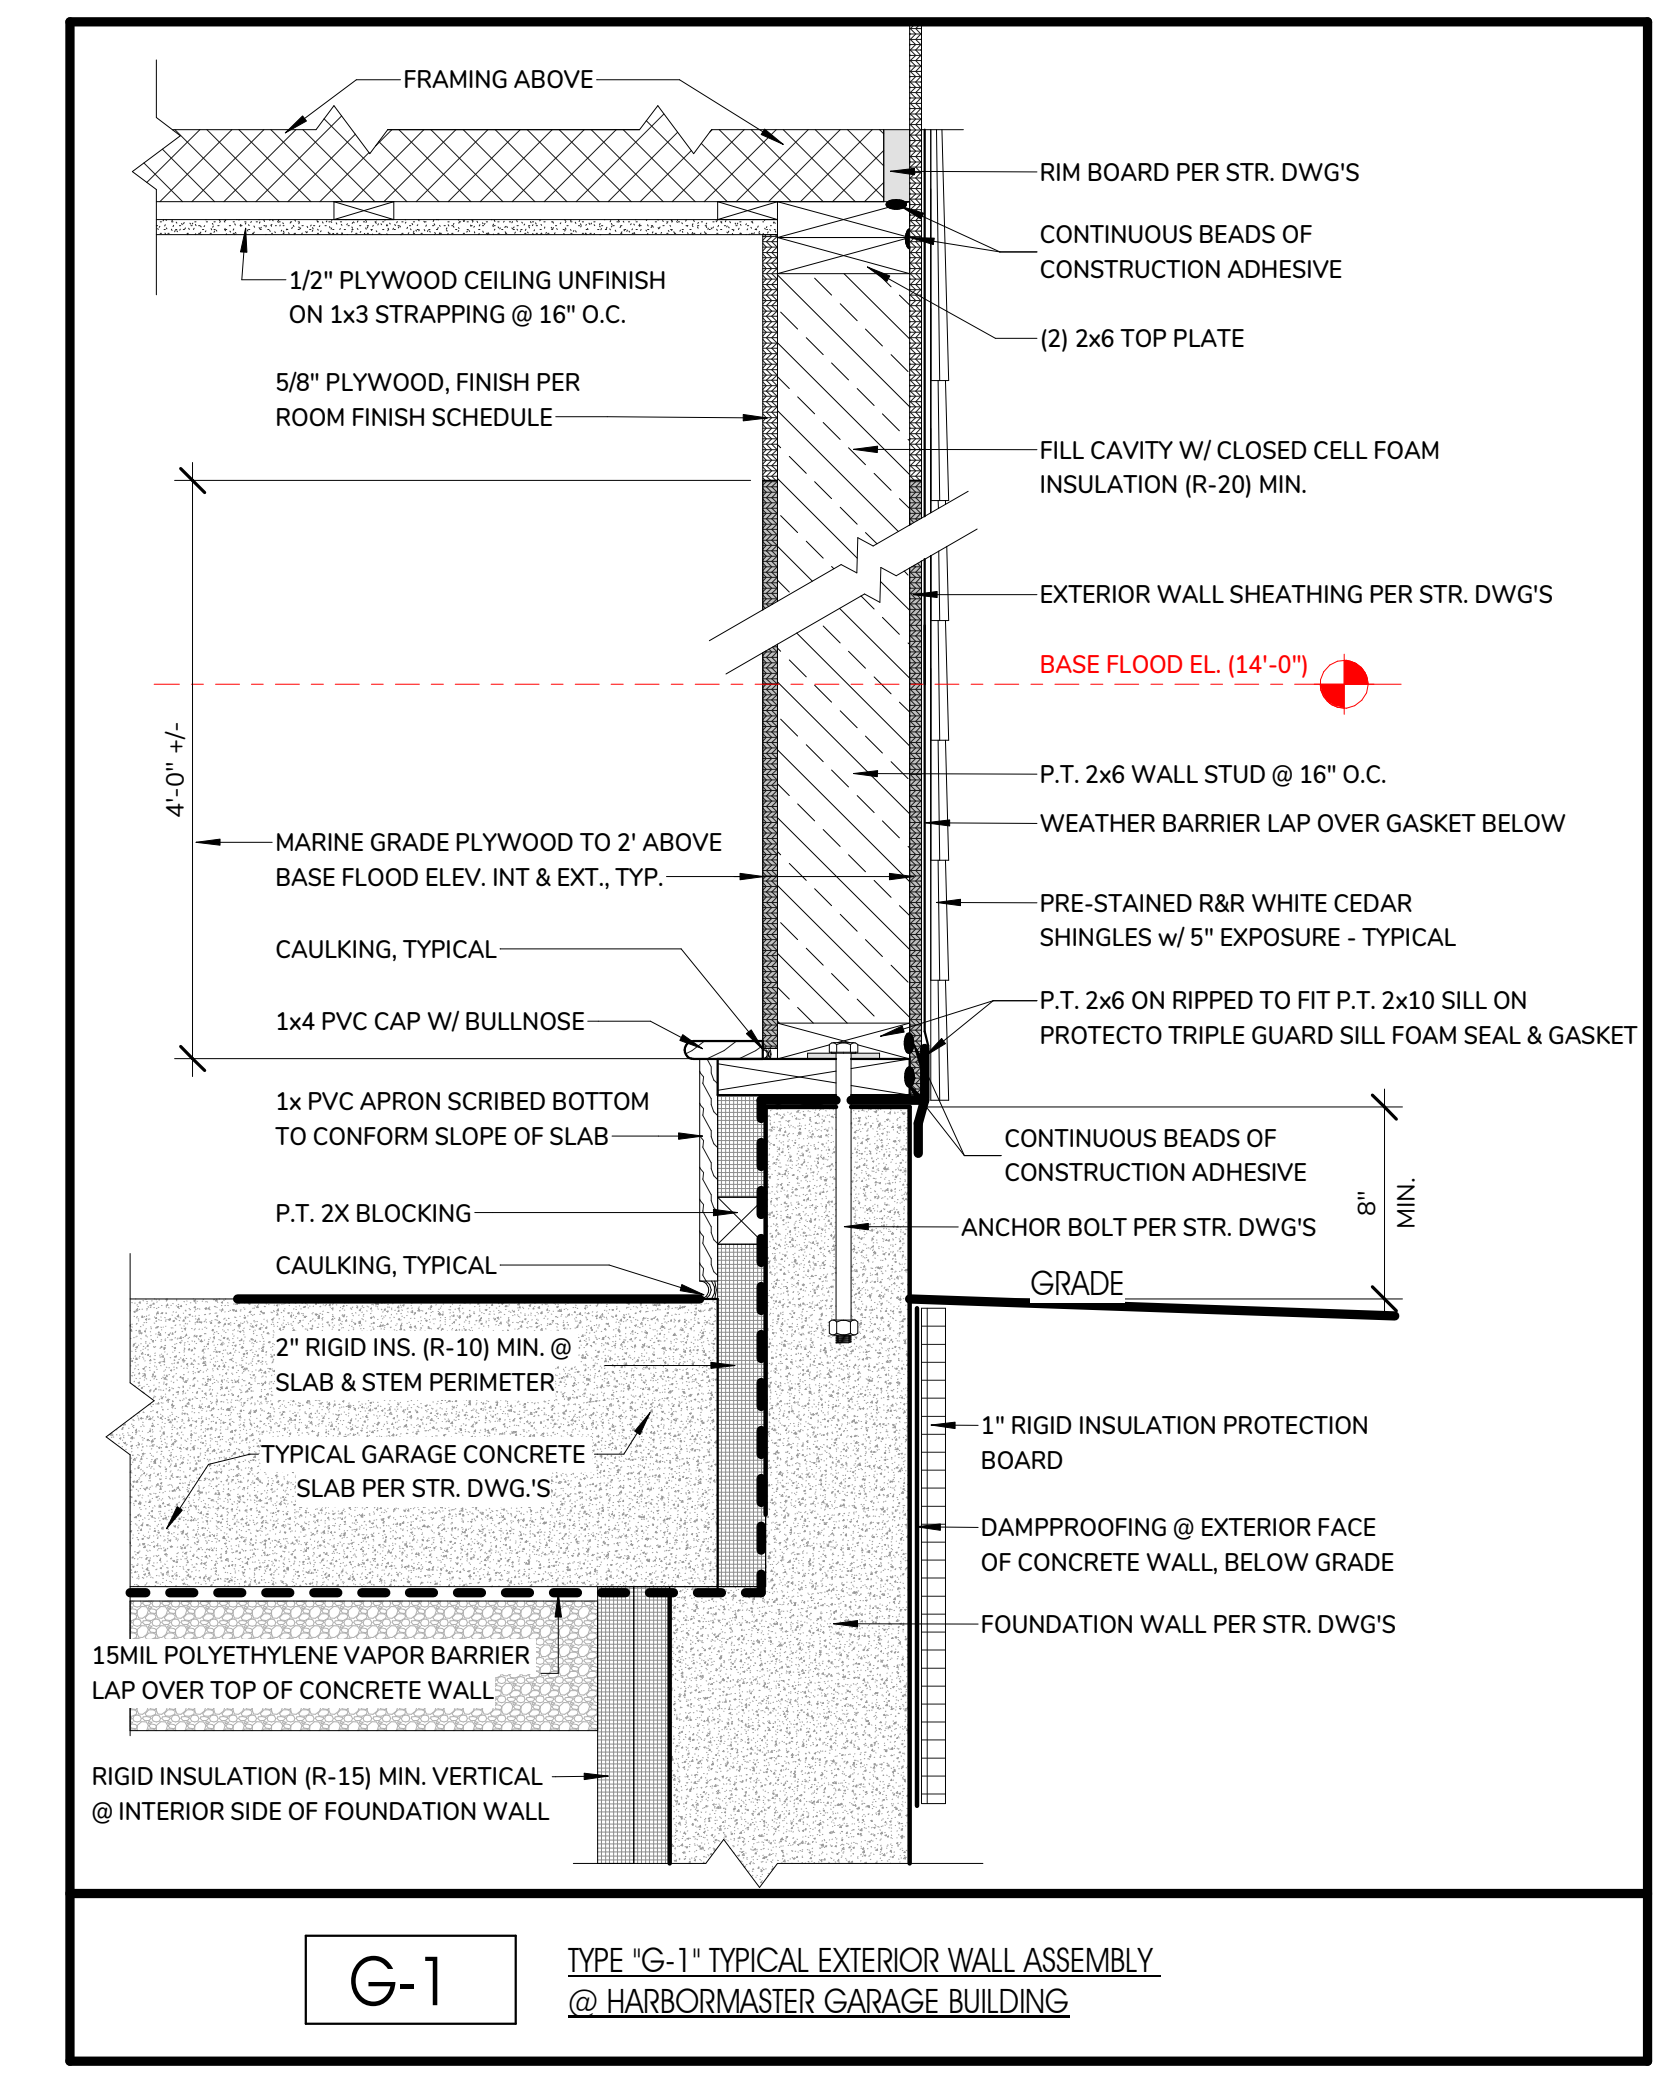 FRAMING ABOVE
RIM BOARD PER STR. DWG'S
CONTINUOUS BEADS OF
CONSTRUCTION ADHESIVE
1/2" PLYWOOD CEILING UNFINISH
ON 1x3 STRAPPING @ 16" O.C.
(2) 2x6 TOP PLATE
5/8" PLYWOOD, FINISH PER
ROOM FINISH SCHEDULE
FILL CAVITY W/ CLOSED CELL FOAM
INSULATION (R-20) MIN.
EXTERIOR WALL SHEATHING PER STR. DWG'S
BASE FLOOD EL. (14'-0")
4'-0" +/-
P.T. 2x6 WALL STUD @ 16" O.C.
WEATHER BARRIER LAP OVER GASKET BELOW
MARINE GRADE PLYWOOD TO 2' ABOVE
BASE FLOOD ELEV. INT & EXT., TYP.
PRE-STAINED R&R WHITE CEDAR
SHINGLES w/ 5" EXPOSURE - TYPICAL
CAULKING, TYPICAL
1x4 PVC CAP W/ BULLNOSE
P.T. 2x6 ON RIPPED TO FIT P.T. 2x10 SILL ON
PROTECTO TRIPLE GUARD SILL FOAM SEAL & GASKET
1x PVC APRON SCRIBED BOTTOM
TO CONFORM SLOPE OF SLAB
CONTINUOUS BEADS OF
CONSTRUCTION ADHESIVE
8"
MIN.
P.T. 2X BLOCKING
ANCHOR BOLT PER STR. DWG'S
CAULKING, TYPICAL
GRADE
2" RIGID INS. (R-10) MIN. @
SLAB & STEM PERIMETER
1" RIGID INSULATION PROTECTION
BOARD
TYPICAL GARAGE CONCRETE
SLAB PER STR. DWG.'S
DAMPPROOFING @ EXTERIOR FACE
OF CONCRETE WALL, BELOW GRADE
FOUNDATION WALL PER STR. DWG'S
15MIL POLYETHYLENE VAPOR BARRIER
LAP OVER TOP OF CONCRETE WALL
RIGID INSULATION (R-15) MIN. VERTICAL
@ INTERIOR SIDE OF FOUNDATION WALL
G-1
TYPE "G-1" TYPICAL EXTERIOR WALL ASSEMBLY
@ HARBORMASTER GARAGE BUILDING